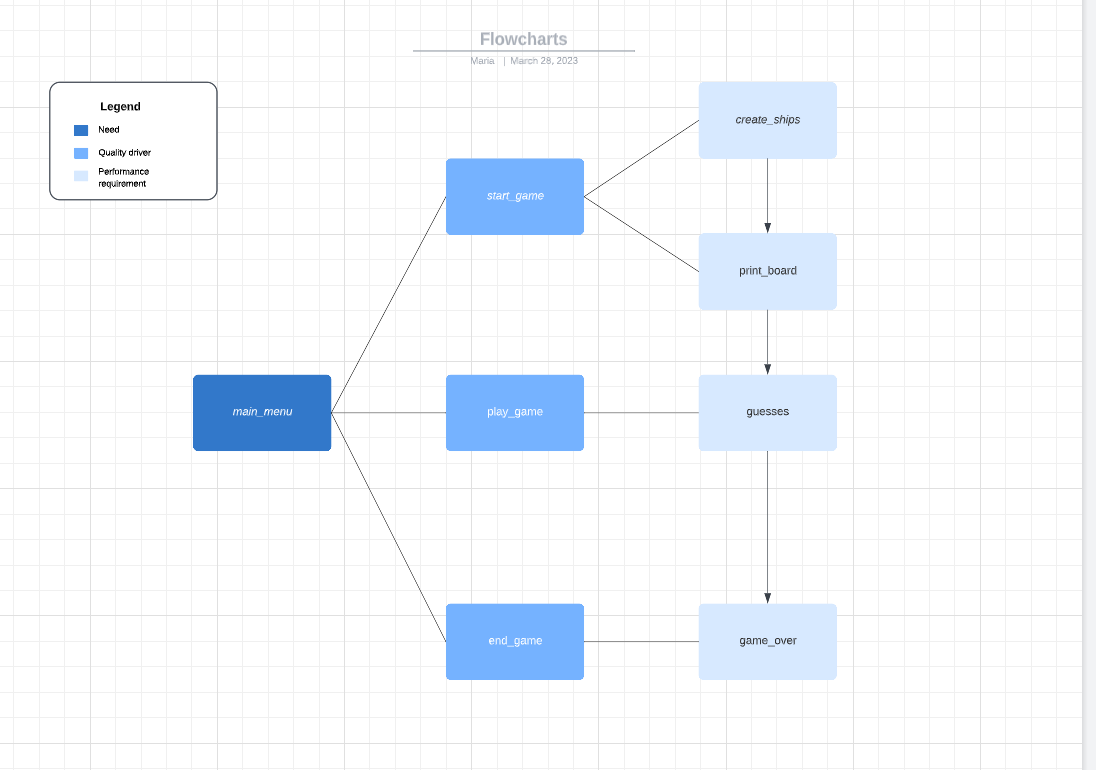 Flowcharts
Maria | March 28, 2023
Legend
Need
Quality driver
Performance
requirement
create_ships
start_game
print_board
main_menu
play_game
guesses
end_game
game_over